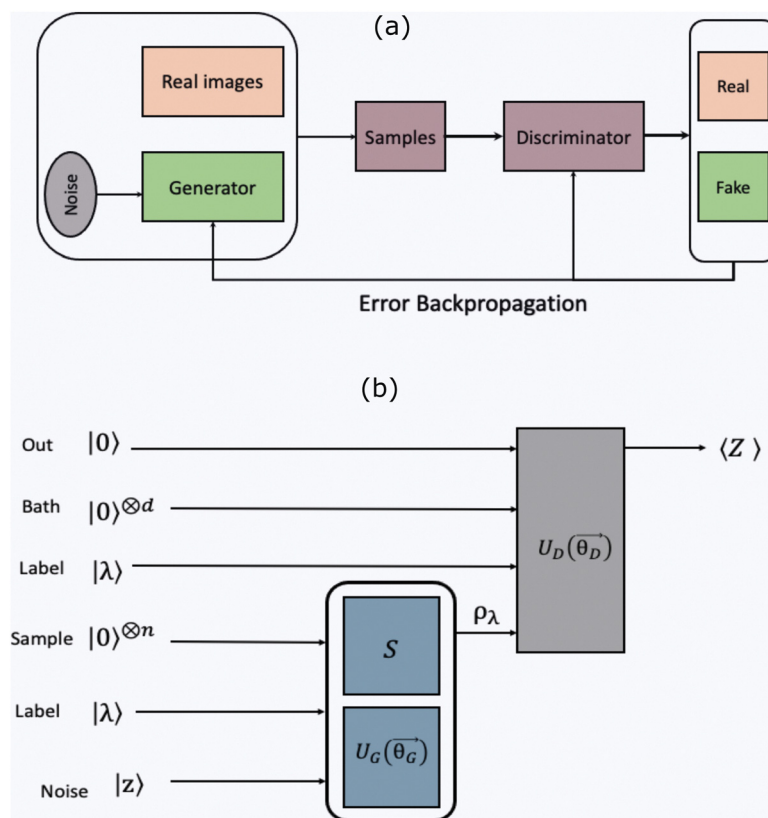 (a)
Real images
Real
Samples
Discriminator
Noise
Generator
Fake
Error Backpropagation
(b)
Out |0⟩
⟨Z ⟩
Bath |0⟩⊗d
U_D(θ_D→)
Label |λ⟩
ρλ
Sample |0⟩⊗n
S
Label |λ⟩
U_G(θ_G→)
Noise |z⟩